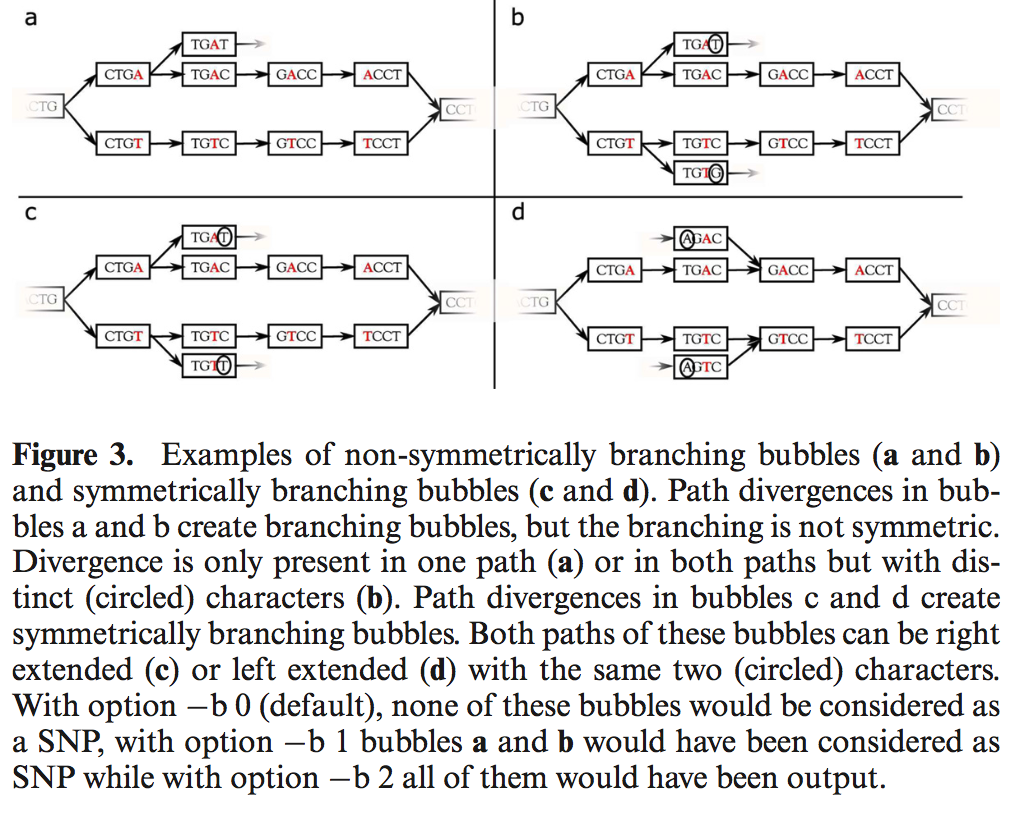 a
TGAT
CTGA TGAC GACC ACCT
CTG CCT
CTGT TGTC GTCC TCCT
b
TGAT
CTGA TGAC GACC ACCT
CTG CCT
CTGT TGTC GTCC TCCT
TGTG
c
TGAT
CTGA TGAC GACC ACCT
CTG CCT
CTGT TGTC GTCC TCCT
TGTT
d
AGAC
CTGA TGAC GACC ACCT
CTG CCT
CTGT TGTC GTCC TCCT
AGTC
Figure 3. Examples of non-symmetrically branching bubbles (a and b)
and symmetrically branching bubbles (c and d). Path divergences in bub-
bles a and b create branching bubbles, but the branching is not symmetric.
Divergence is only present in one path (a) or in both paths but with dis-
tinct (circled) characters (b). Path divergences in bubbles c and d create
symmetrically branching bubbles. Both paths of these bubbles can be right
extended (c) or left extended (d) with the same two (circled) characters.
With option −b 0 (default), none of these bubbles would be considered as
a SNP, with option −b 1 bubbles a and b would have been considered as
SNP while with option −b 2 all of them would have been output.